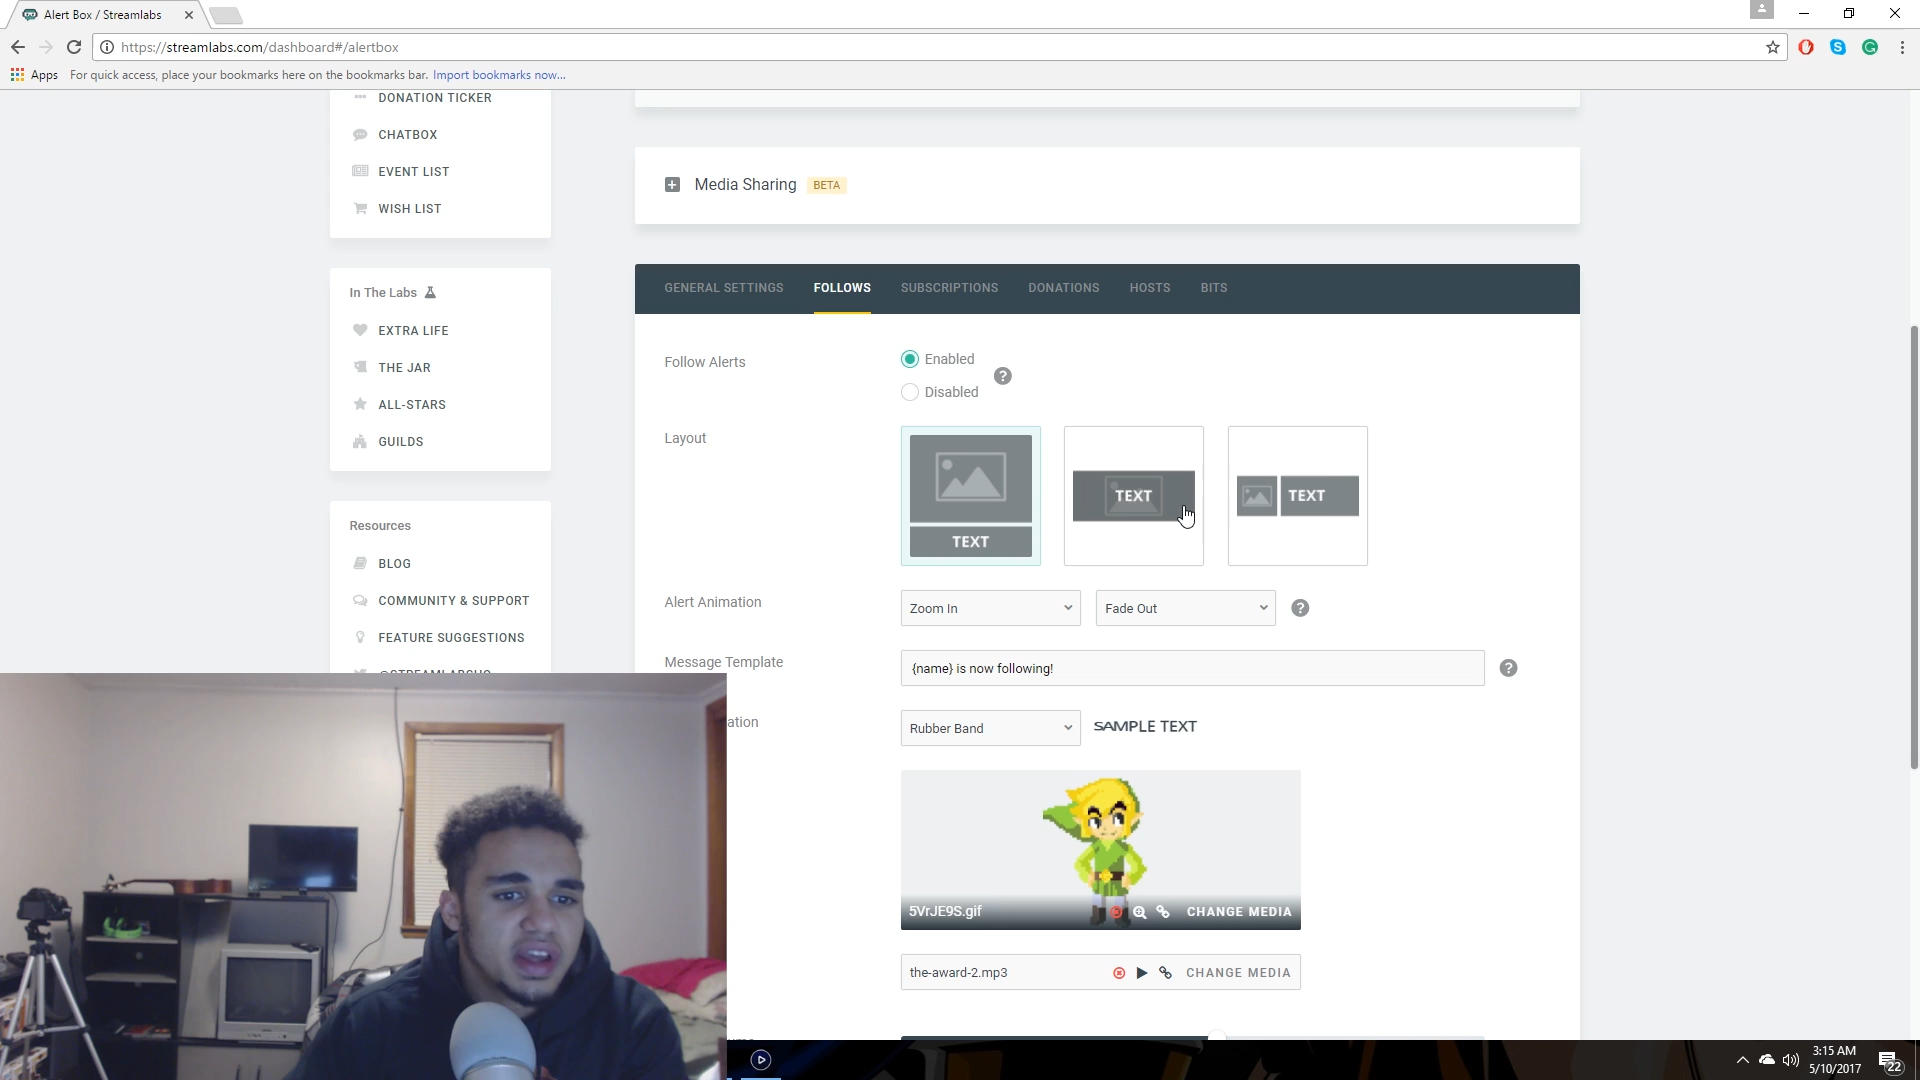 Alert Box / Streamlabs
https://streamlabs.com/dashboard#/alertbox
Apps For quick access, place your bookmarks here on the bookmarks bar. Import bookmarks now...
DONATION TICKER
CHATBOX
EVENT LIST
WISH LIST
In The Labs
EXTRA LIFE
THE JAR
ALL-STARS
GUILDS
Resources
BLOG
COMMUNITY & SUPPORT
FEATURE SUGGESTIONS
Media Sharing BETA
GENERAL SETTINGS FOLLOWS SUBSCRIPTIONS DONATIONS HOSTS BITS
Follow Alerts
Enabled
Disabled
Layout
TEXT
TEXT
TEXT
Alert Animation
Zoom In Fade Out
Message Template
{name} is now following!
Rubber Band SAMPLE TEXT
5VrJE9S.gif CHANGE MEDIA
the-award-2.mp3 CHANGE MEDIA
3:15 AM
5/10/2017
22